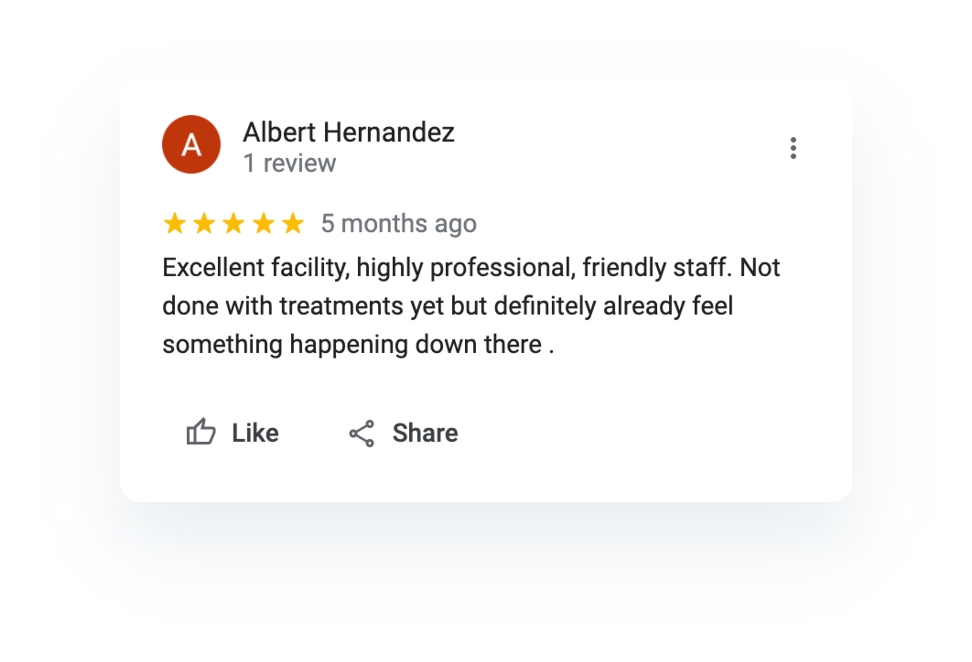 A
Albert Hernandez
1 review
5 months ago
Excellent facility, highly professional, friendly staff. Not
done with treatments yet but definitely already feel
something happening down there .
Like
Share